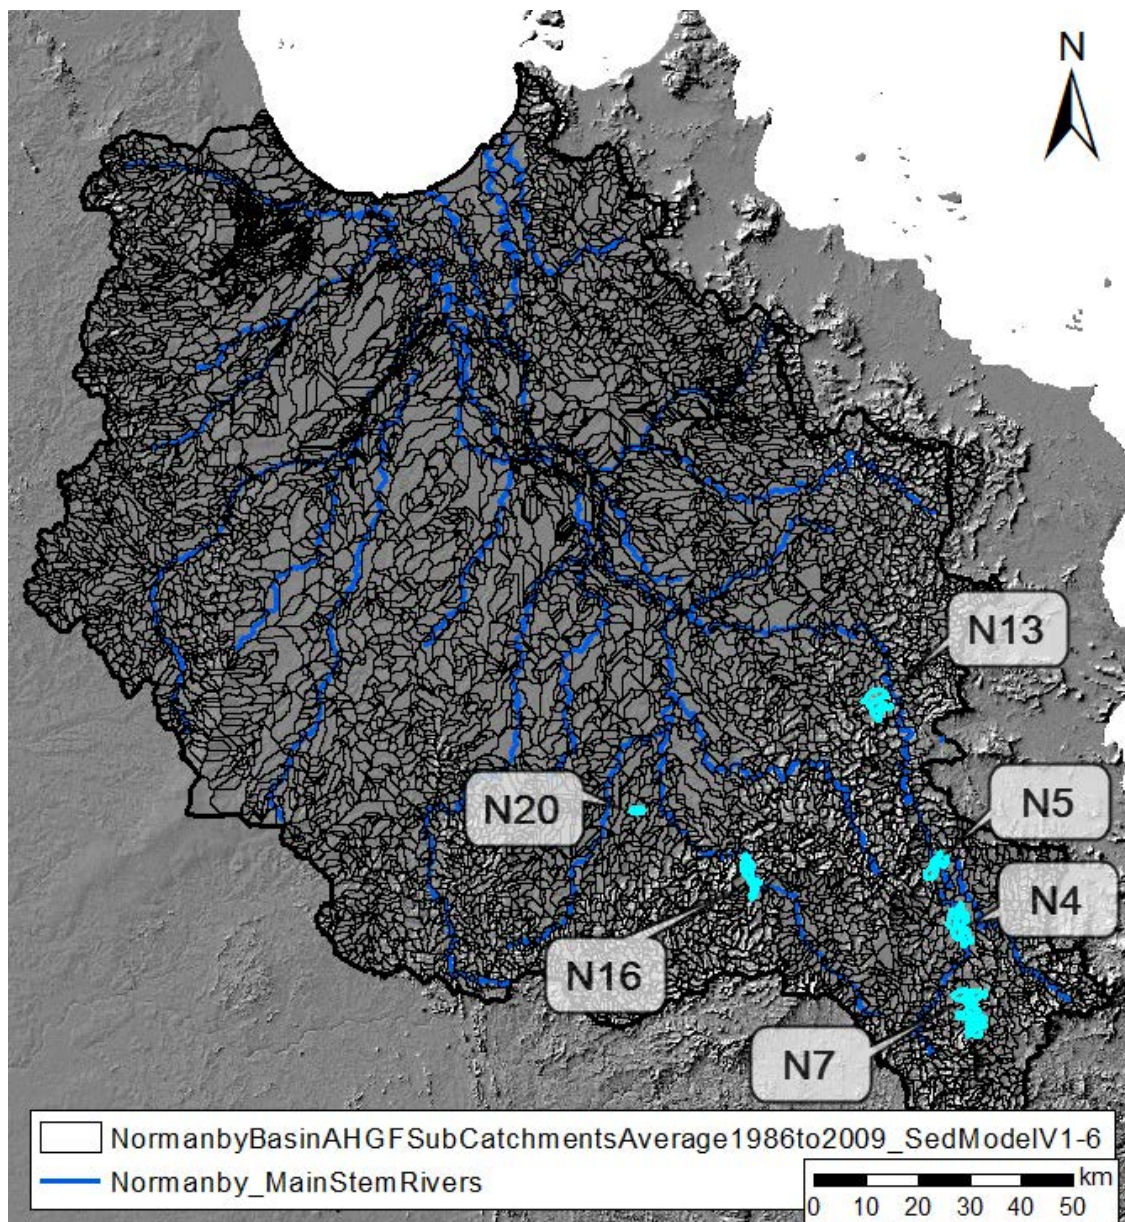 N
N13
N5
N20
N4
N16
N7
NormanbyBasinAHGFSubCatchmentsAverage1986to2009_SedModelV1-6
Normanby_MainStemRivers
km
0 10 20 30 40 50